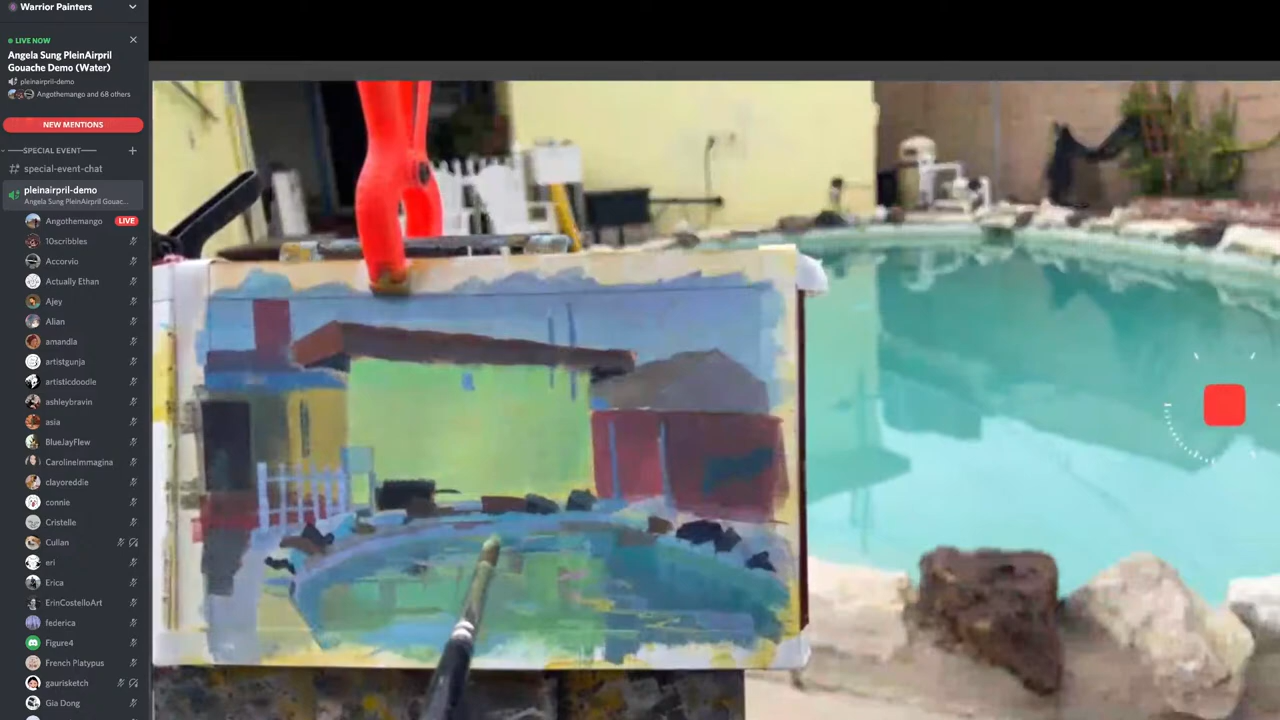 Warrior Painters
LIVE NOW
Angela Sung PleinAirpril
Gouache Demo (Water)
pleinairpril-demo
Angothemango and 68 others
NEW MENTIONS
SPECIAL EVENT
# special-event-chat
pleinairpril-demo
Angela Sung PleinAirpril Gouac...
Angothemango LIVE
10scribbles
Accorvio
Actually Ethan
Ajey
Alian
amandla
artistgunja
artisticdoodle
ashleybravin
asia
BlueJayFlew
CarolineImmagina
clayoreddie
connie
Cristelle
Cullan
eri
Erica
ErinCostelloArt
federica
Figure4
French Platypus
gaurisketch
Gia Dong